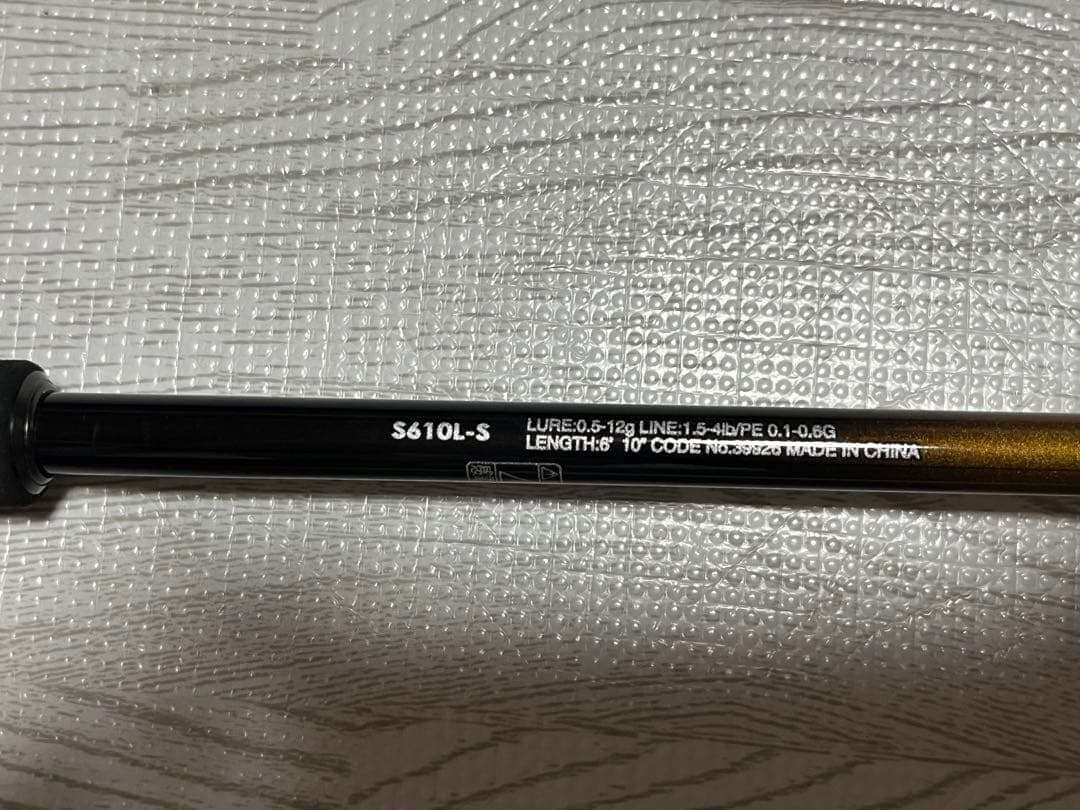 S610L-S
LURE:0.5-12g LINE:1.5-4lb/PE 0.1-0.6G
LENGTH:6' 10" CODE No.39926 MADE IN CHINA